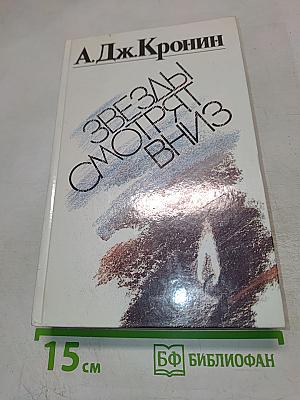 А.Дж.Кронин
ЗВЕЗДЫ
СМОТРЯТ
ВНИЗ
15 см
БФ БИБЛИОФАН